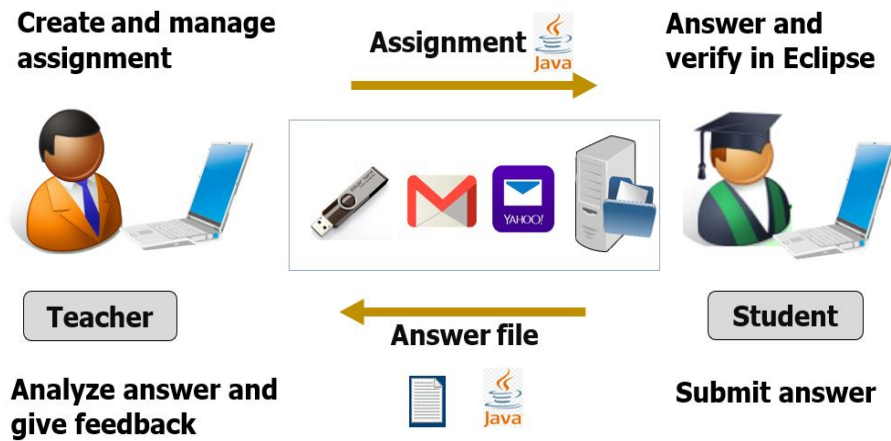 Create and manage
assignment
Assignment
Java
Answer and
verify in Eclipse
YAHOO!
Teacher
Answer file
Student
Analyze answer and
give feedback
Java
Submit answer